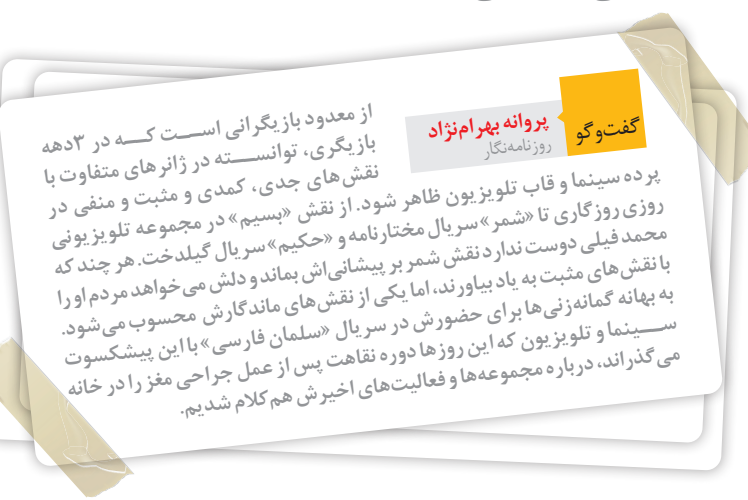 گفت‌وگو
پروانه بهرام‌نژاد
روزنامه‌نگار
از معدود بازیگرانی اســت کــه در ۳دهه
بازیگری، توانســته در ژانرهای متفاوت با
نقش‌های جدی، کمدی و مثبت و منفی در
پرده سینما و قاب تلویزیون ظاهر شود. از نقش «بسیم» در مجموعه تلویزیونی
روزی روزگاری تا «شمر» سریال مختارنامه و «حکیم» سریال گیلدخت. هر چند که
محمد فیلی دوست ندارد نقش شمر بر پیشانی‌اش بماند و دلش می‌خواهد مردم او را
با نقش‌های مثبت به یاد بیاورند، اما یکی از نقش‌های ماندگارش محسوب می‌شود.
به بهانه گمانه‌زنی‌ها برای حضورش در سریال «سلمان فارسی» با این پیشکسوت
ســینما و تلویزیون که این روزها دوره نقاهت پس از عمل جراحی مغز را در خانه
می‌گذراند، درباره مجموعه‌ها و فعالیت‌های اخیرش هم کلام شدیم.